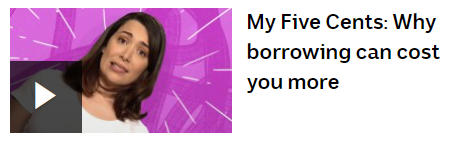 My Five Cents: Why
borrowing can cost
you more